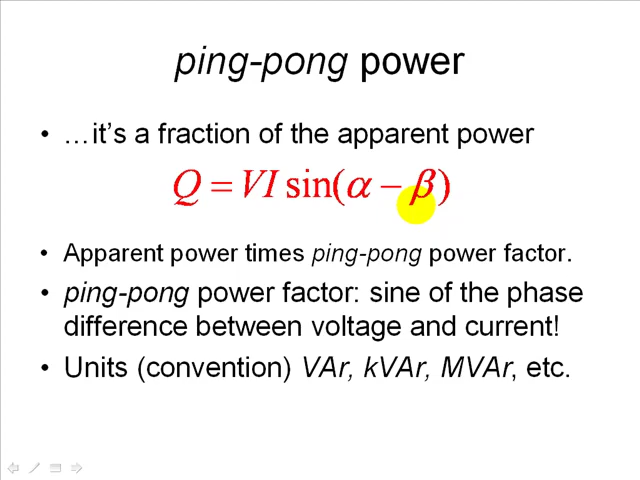 ping-pong power
• …it's a fraction of the apparent power
Q = VI sin(α − β)
• Apparent power times ping-pong power factor.
• ping-pong power factor: sine of the phase
difference between voltage and current!
• Units (convention) VAr, kVAr, MVAr, etc.